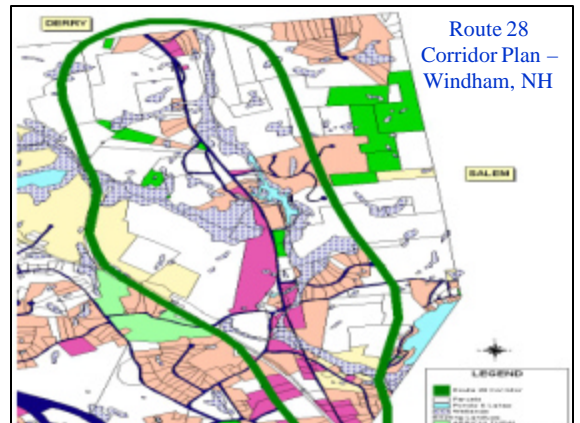 DERRY
Route 28
Corridor Plan –
Windham, NH
SALEM
LEGEND
Route 28 Corridor
Parcels
Ponds & Lakes
Wetlands